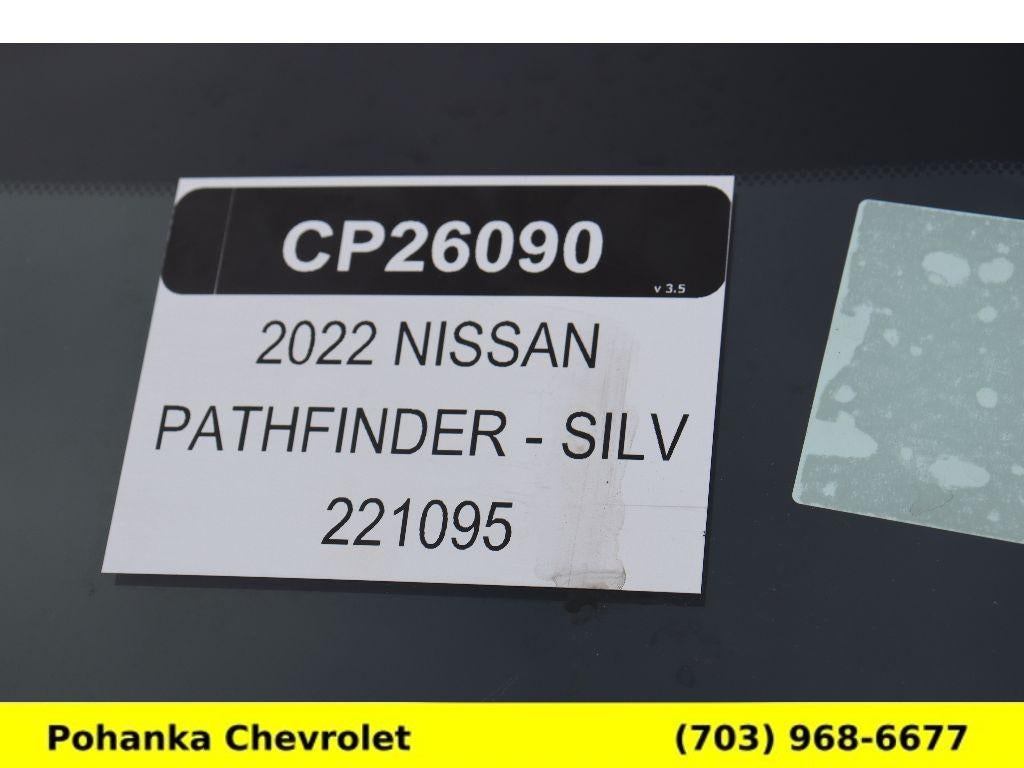 CP26090
v 3.5
2022 NISSAN
PATHFINDER - SILV
221095
Pohanka Chevrolet (703) 968-6677